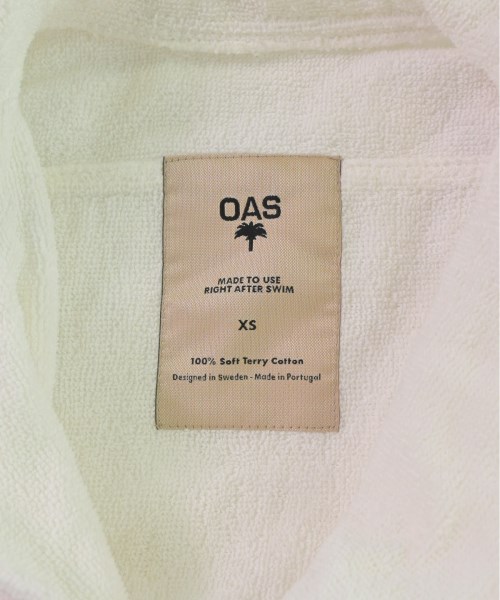 OAS
MADE TO USE
RIGHT AFTER SWIM
XS
100% Soft Terry Cotton
Designed in Sweden - Made in Portugal